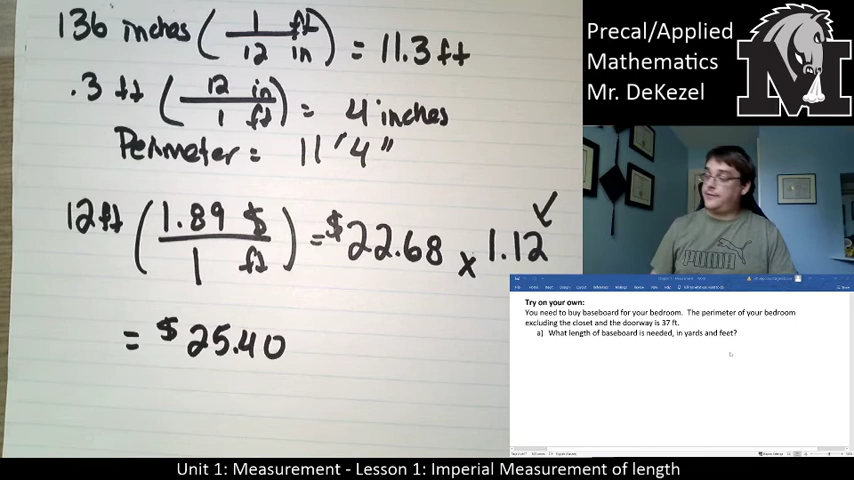 136 inches ( 1 ft / 12 in ) = 11.3 ft
.3 ft ( 12 in / 1 ft ) = 4 inches
Perimeter = 11 ' 4 "
12 ft ( 1.89 $ / 1 ft ) = $ 22.68 x 1.12
= $ 25.40
Precal/Applied
Mathematics
Mr. DeKezel
M
PUMA
Try on your own:
You need to buy baseboard for your bedroom. The perimeter of your bedroom
excluding the closet and the doorway is 37 ft.
a) What length of baseboard is needed, in yards and feet?
Unit 1: Measurement - Lesson 1: Imperial Measurement of length